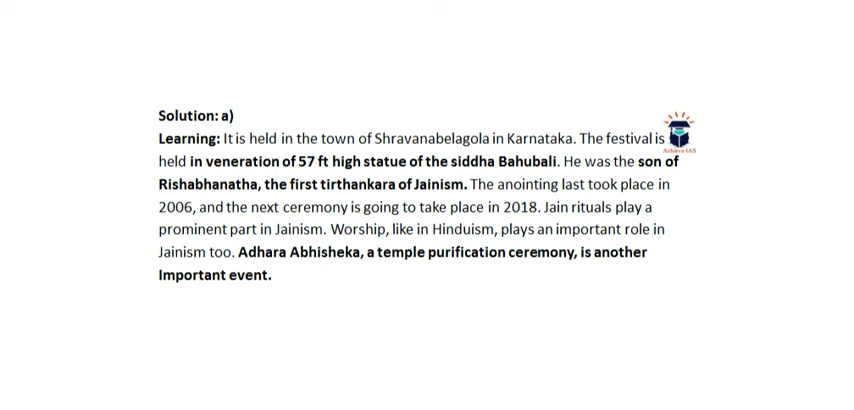 Solution: a)
Learning: It is held in the town of Shravanabelagola in Karnataka. The festival is
held in veneration of 57 ft high statue of the siddha Bahubali. He was the son of
Rishabhanatha, the first tirthankara of Jainism. The anointing last took place in
2006, and the next ceremony is going to take place in 2018. Jain rituals play a
prominent part in Jainism. Worship, like in Hinduism, plays an important role in
Jainism too. Adhara Abhisheka, a temple purification ceremony, is another
Important event.
Achieve IAS